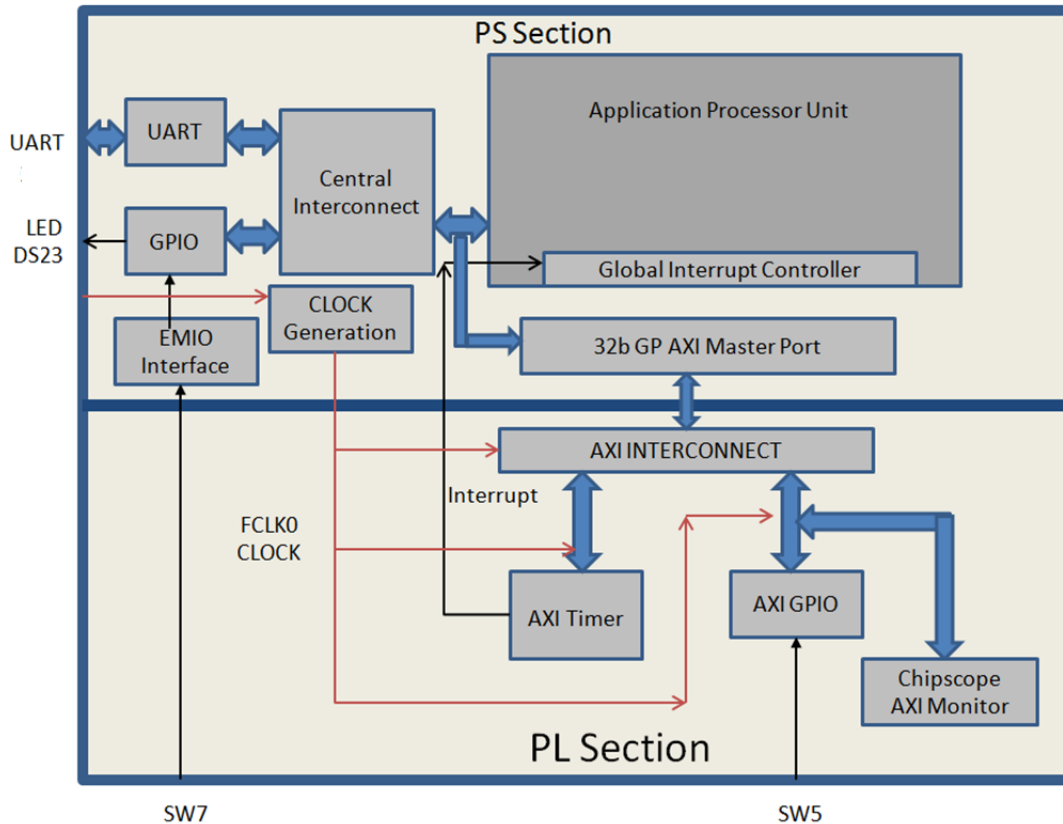 PS Section
Application Processor Unit
UART
UART
Central
Interconnect
LED
DS23
GPIO
Global Interrupt Controller
CLOCK
Generation
EMIO
Interface
32b GP AXI Master Port
AXI INTERCONNECT
Interrupt
FCLK0
CLOCK
AXI Timer
AXI GPIO
Chipscope
AXI Monitor
PL Section
SW7
SW5